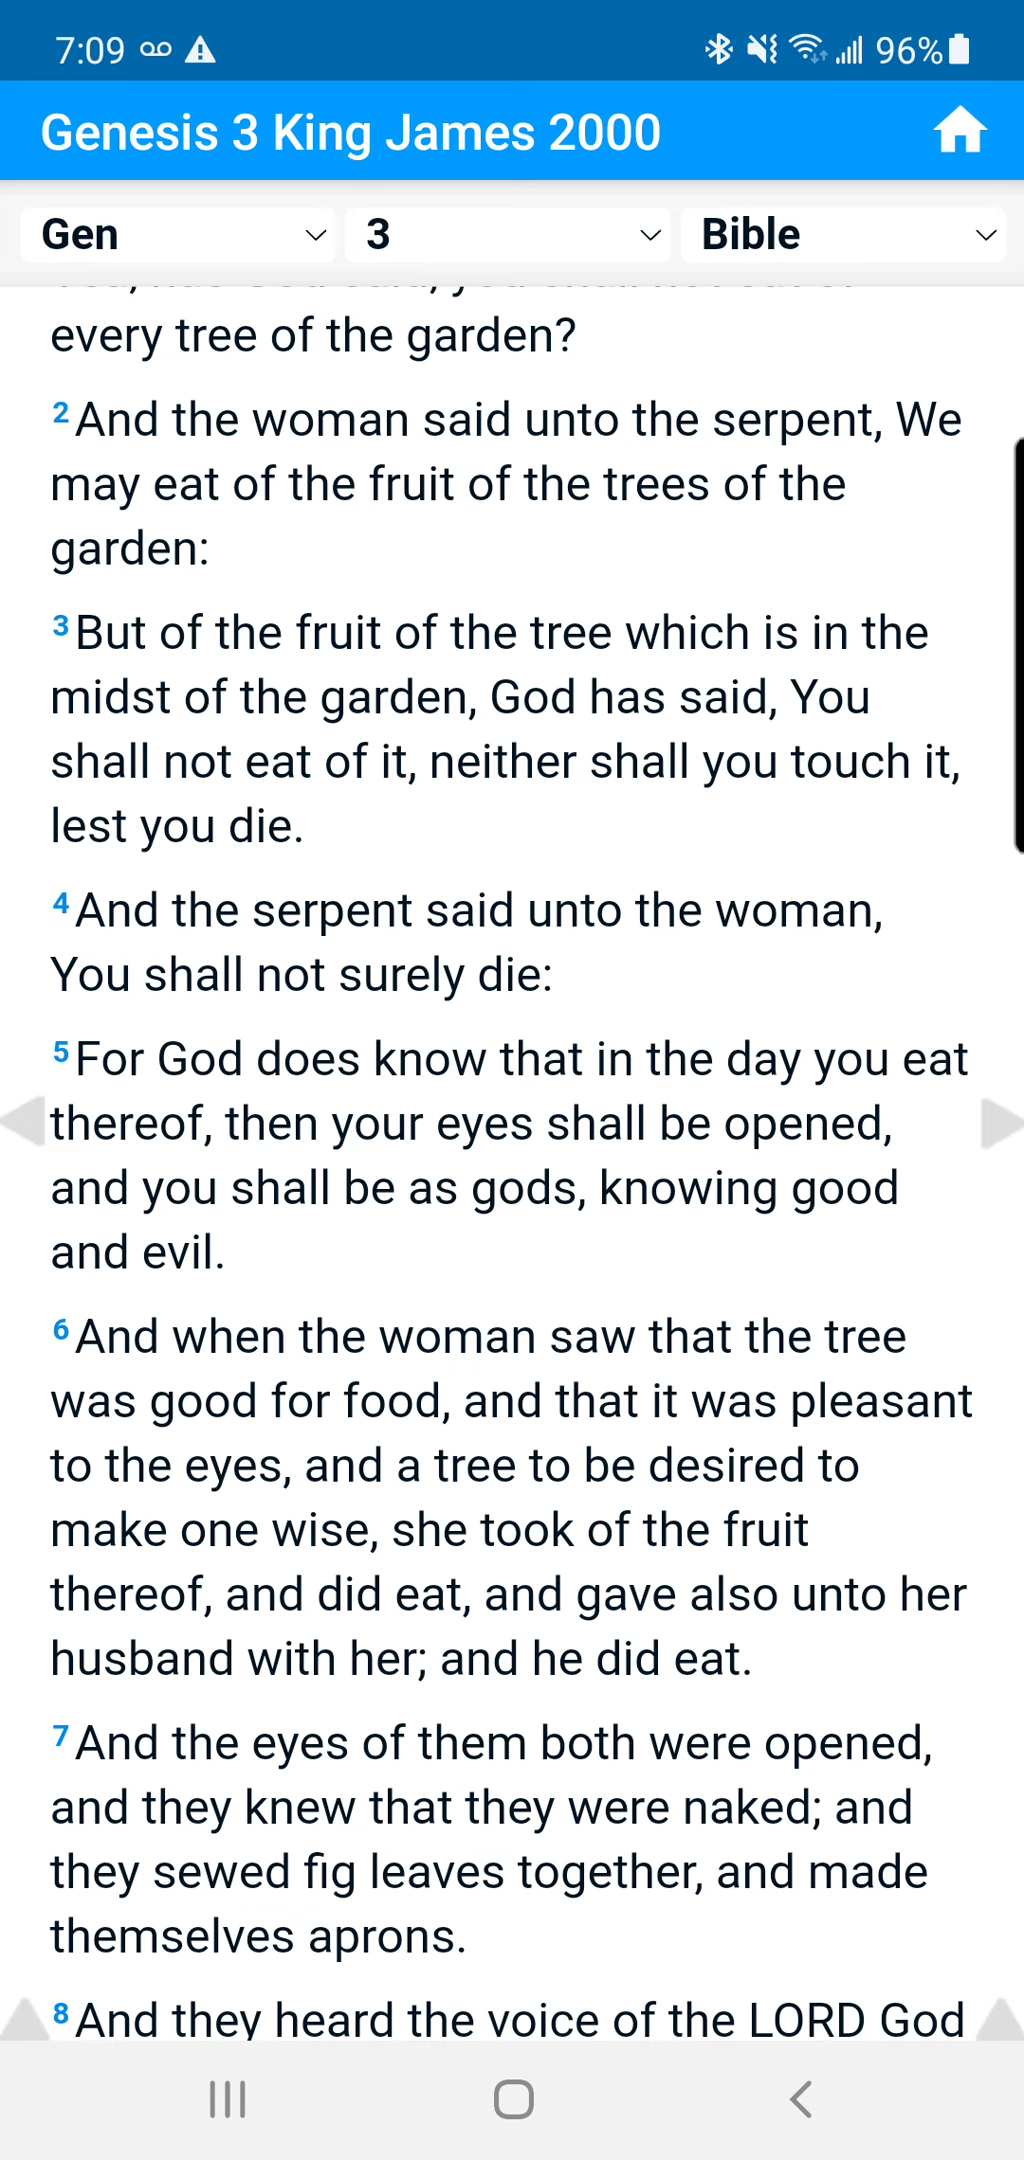 7:09 96%
Genesis 3 King James 2000
Gen 3 Bible
every tree of the garden?
2 And the woman said unto the serpent, We
may eat of the fruit of the trees of the
garden:
3 But of the fruit of the tree which is in the
midst of the garden, God has said, You
shall not eat of it, neither shall you touch it,
lest you die.
4 And the serpent said unto the woman,
You shall not surely die:
5 For God does know that in the day you eat
thereof, then your eyes shall be opened,
and you shall be as gods, knowing good
and evil.
6 And when the woman saw that the tree
was good for food, and that it was pleasant
to the eyes, and a tree to be desired to
make one wise, she took of the fruit
thereof, and did eat, and gave also unto her
husband with her; and he did eat.
7 And the eyes of them both were opened,
and they knew that they were naked; and
they sewed fig leaves together, and made
themselves aprons.
8 And they heard the voice of the LORD God